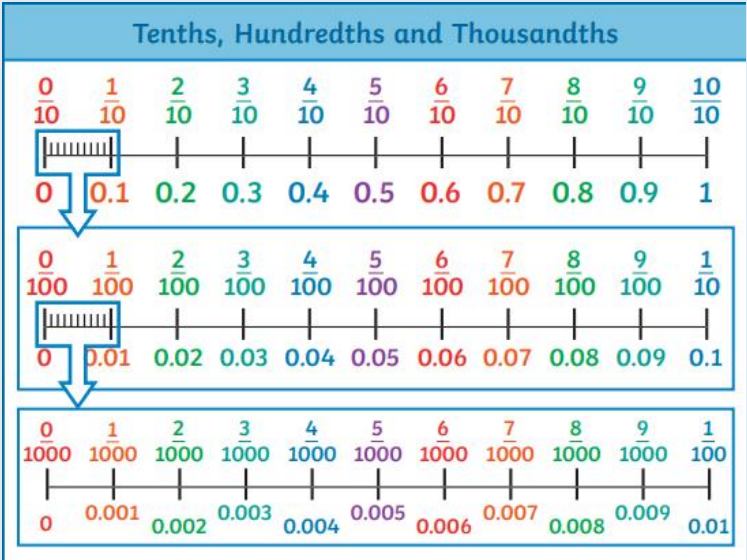 Tenths, Hundredths and Thousandths
0/10 1/10 2/10 3/10 4/10 5/10 6/10 7/10 8/10 9/10 10/10
0 0.1 0.2 0.3 0.4 0.5 0.6 0.7 0.8 0.9 1
0/100 1/100 2/100 3/100 4/100 5/100 6/100 7/100 8/100 9/100 1/10
0 0.01 0.02 0.03 0.04 0.05 0.06 0.07 0.08 0.09 0.1
0/1000 1/1000 2/1000 3/1000 4/1000 5/1000 6/1000 7/1000 8/1000 9/1000 1/100
0 0.001 0.002 0.003 0.004 0.005 0.006 0.007 0.008 0.009 0.01